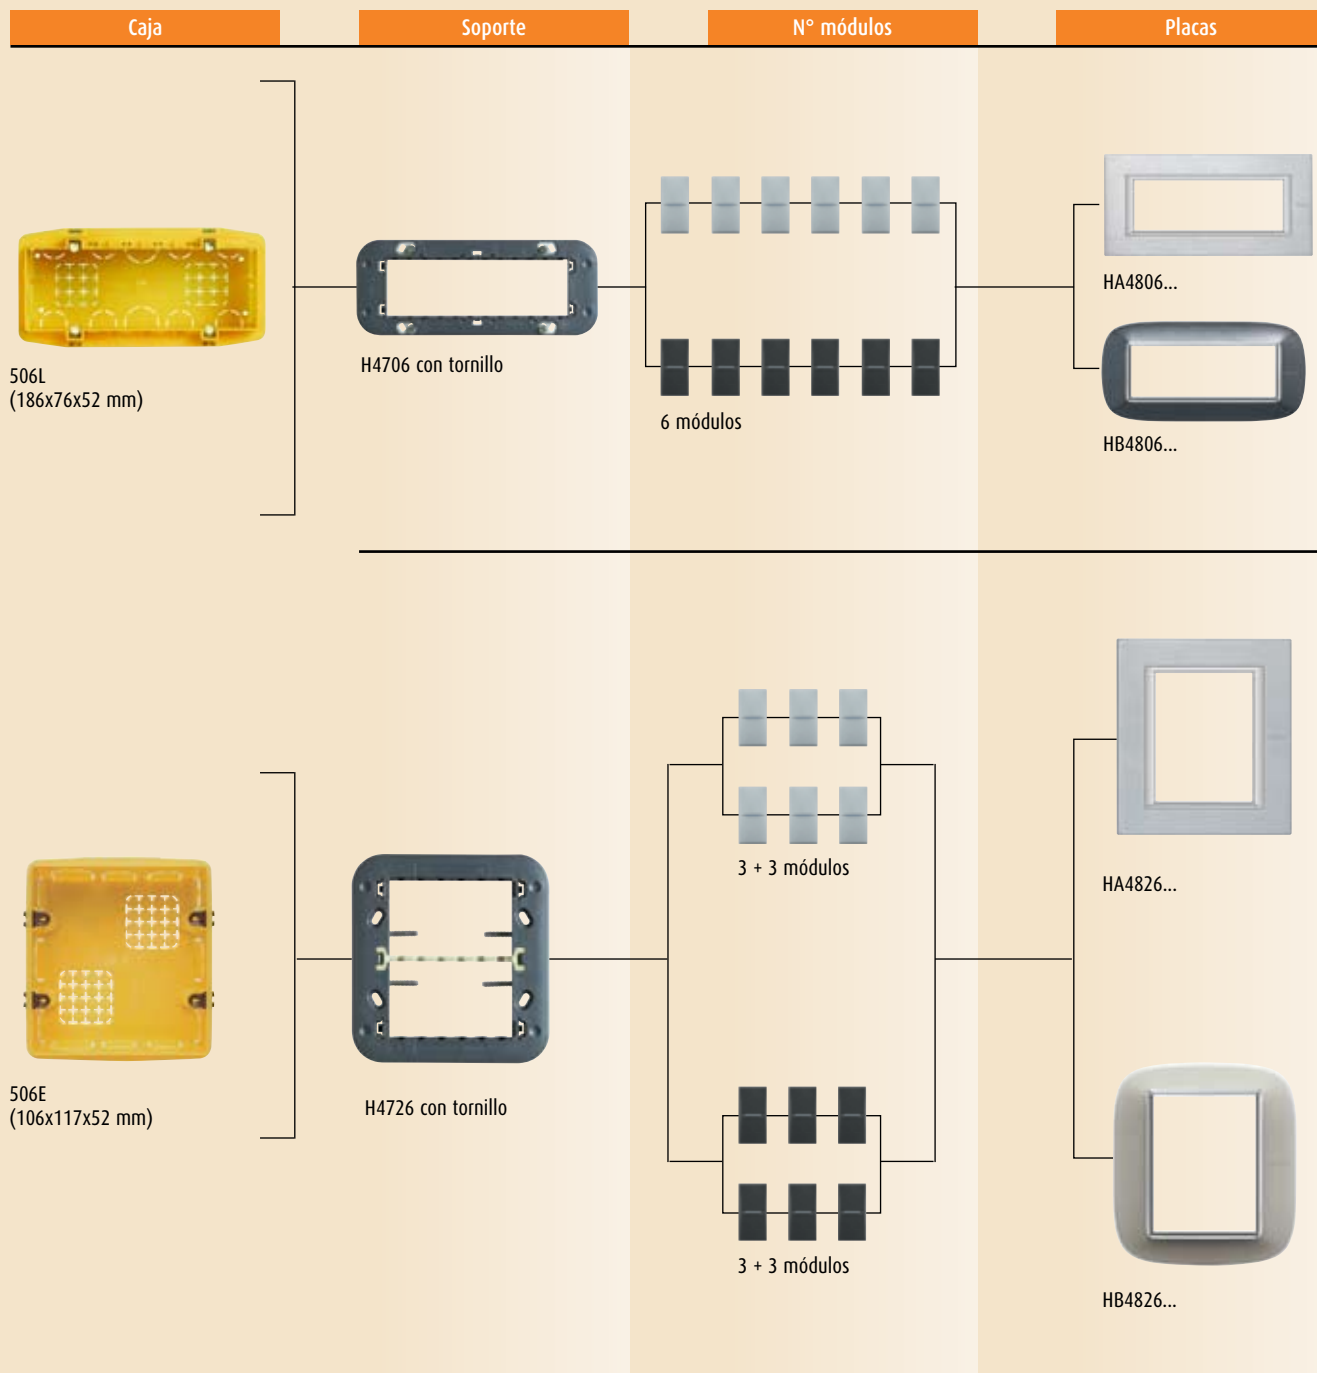 Caja
Soporte
N° módulos
Placas
506L
(186x76x52 mm)
H4706 con tornillo
6 módulos
HA4806...
HB4806...
506E
(106x117x52 mm)
H4726 con tornillo
3 + 3 módulos
3 + 3 módulos
HA4826...
HB4826...